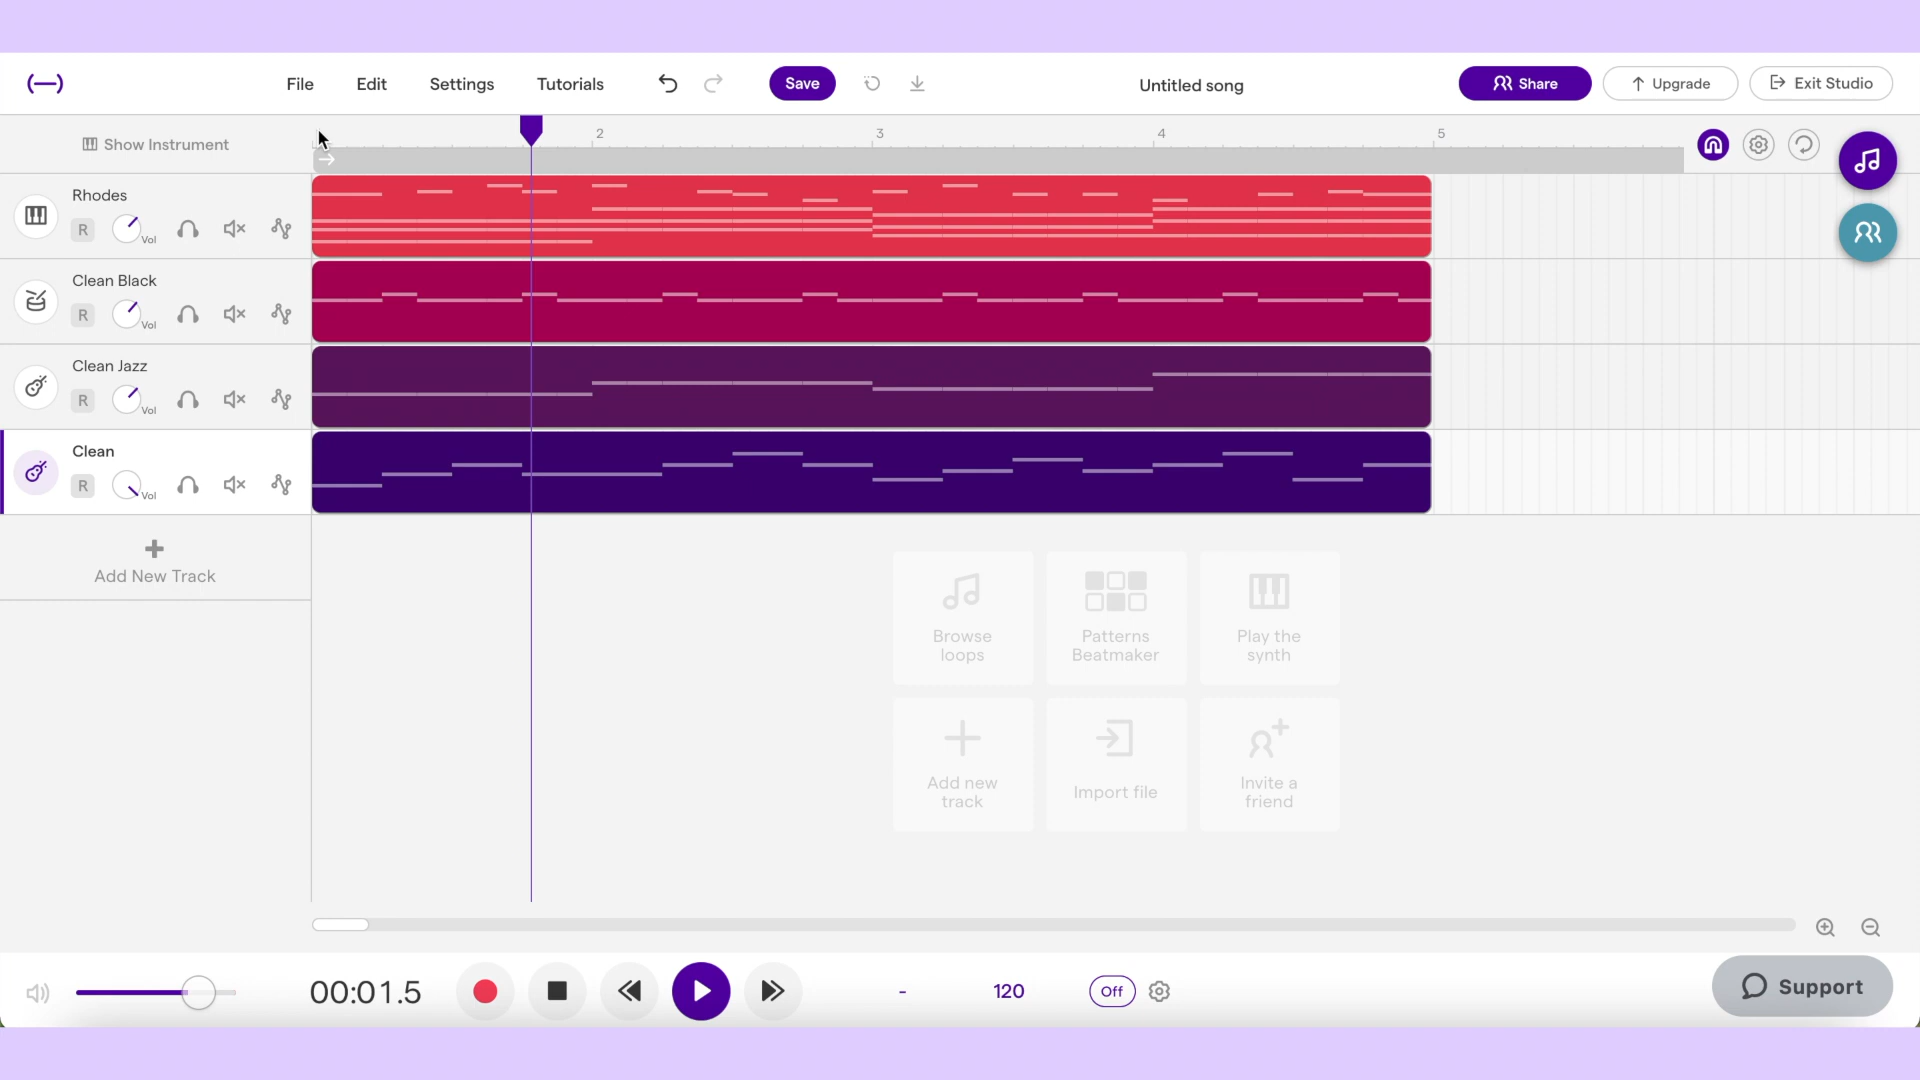 File Edit Settings Tutorials Save Untitled song Share Upgrade Exit Studio
Show Instrument
2 3 4 5
Rhodes
R Vol
Clean Black
R Vol
Clean Jazz
R Vol
Clean
R Vol
Add New Track
Browse
loops
Patterns
Beatmaker
Play the
synth
Add new
track
Import file
Invite a
friend
00:01.5 - 120 Off
Support